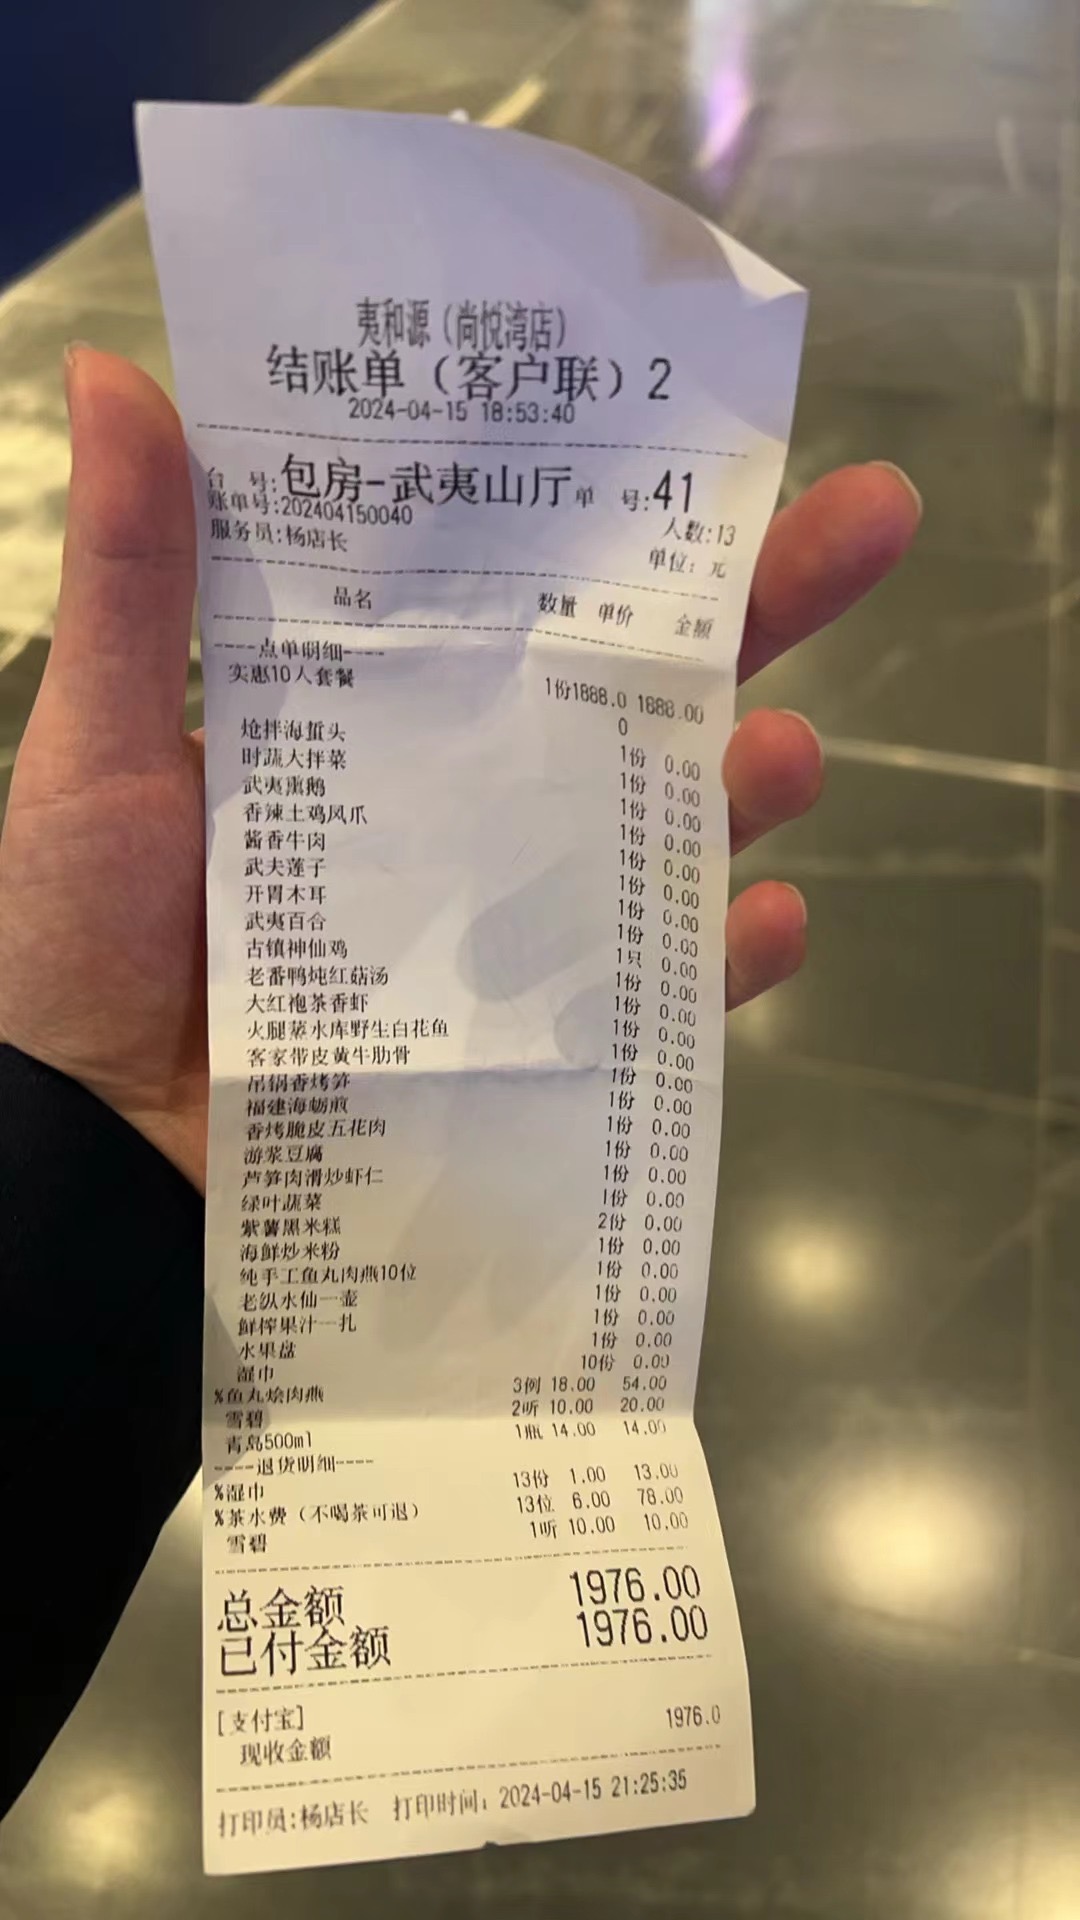 夷和源（尚悦湾店）
结账单（客户联）2
2024-04-15 18:53:40
台 号:包房-武夷山厅 单 号:41
账单号:202404150040 人数:13
服务员:杨店长 单位：元
品名 数量 单价 金额
----点单明细----
实惠10人套餐 1份1888.0 1888.00
0
炝拌海蜇头 1份 0.00
时蔬大拌菜 1份 0.00
武夷熏鹅 1份 0.00
香辣土鸡凤爪 1份 0.00
酱香牛肉 1份 0.00
武夫莲子 1份 0.00
开胃木耳 1份 0.00
武夷百合 1份 0.00
古镇神仙鸡 1只 0.00
老番鸭炖红菇汤 1份 0.00
大红袍茶香虾 1份 0.00
火腿蒸水库野生白花鱼 1份 0.00
客家带皮黄牛肋骨 1份 0.00
吊锅香烤笋 1份 0.00
福建海蛎煎 1份 0.00
香烤脆皮五花肉 1份 0.00
游浆豆腐 1份 0.00
芦笋肉滑炒虾仁 1份 0.00
绿叶蔬菜 1份 0.00
紫薯黑米糕 2份 0.00
海鲜炒米粉 1份 0.00
纯手工鱼丸肉燕10位 1份 0.00
老纵水仙一壶 1份 0.00
鲜榨果汁一扎 1份 0.00
水果盘 1份 0.00
湿巾 10份 0.00
%鱼丸烩肉燕 3例 18.00 54.00
雪碧 2听 10.00 20.00
青岛500ml 1瓶 14.00 14.00
----退货明细----
%湿巾 13份 1.00 13.00
%茶水费（不喝茶可退） 13位 6.00 78.00
雪碧 1听 10.00 10.00
总金额 1976.00
已付金额 1976.00
[支付宝] 1976.0
现收金额
打印员:杨店长 打印时间：2024-04-15 21:25:35